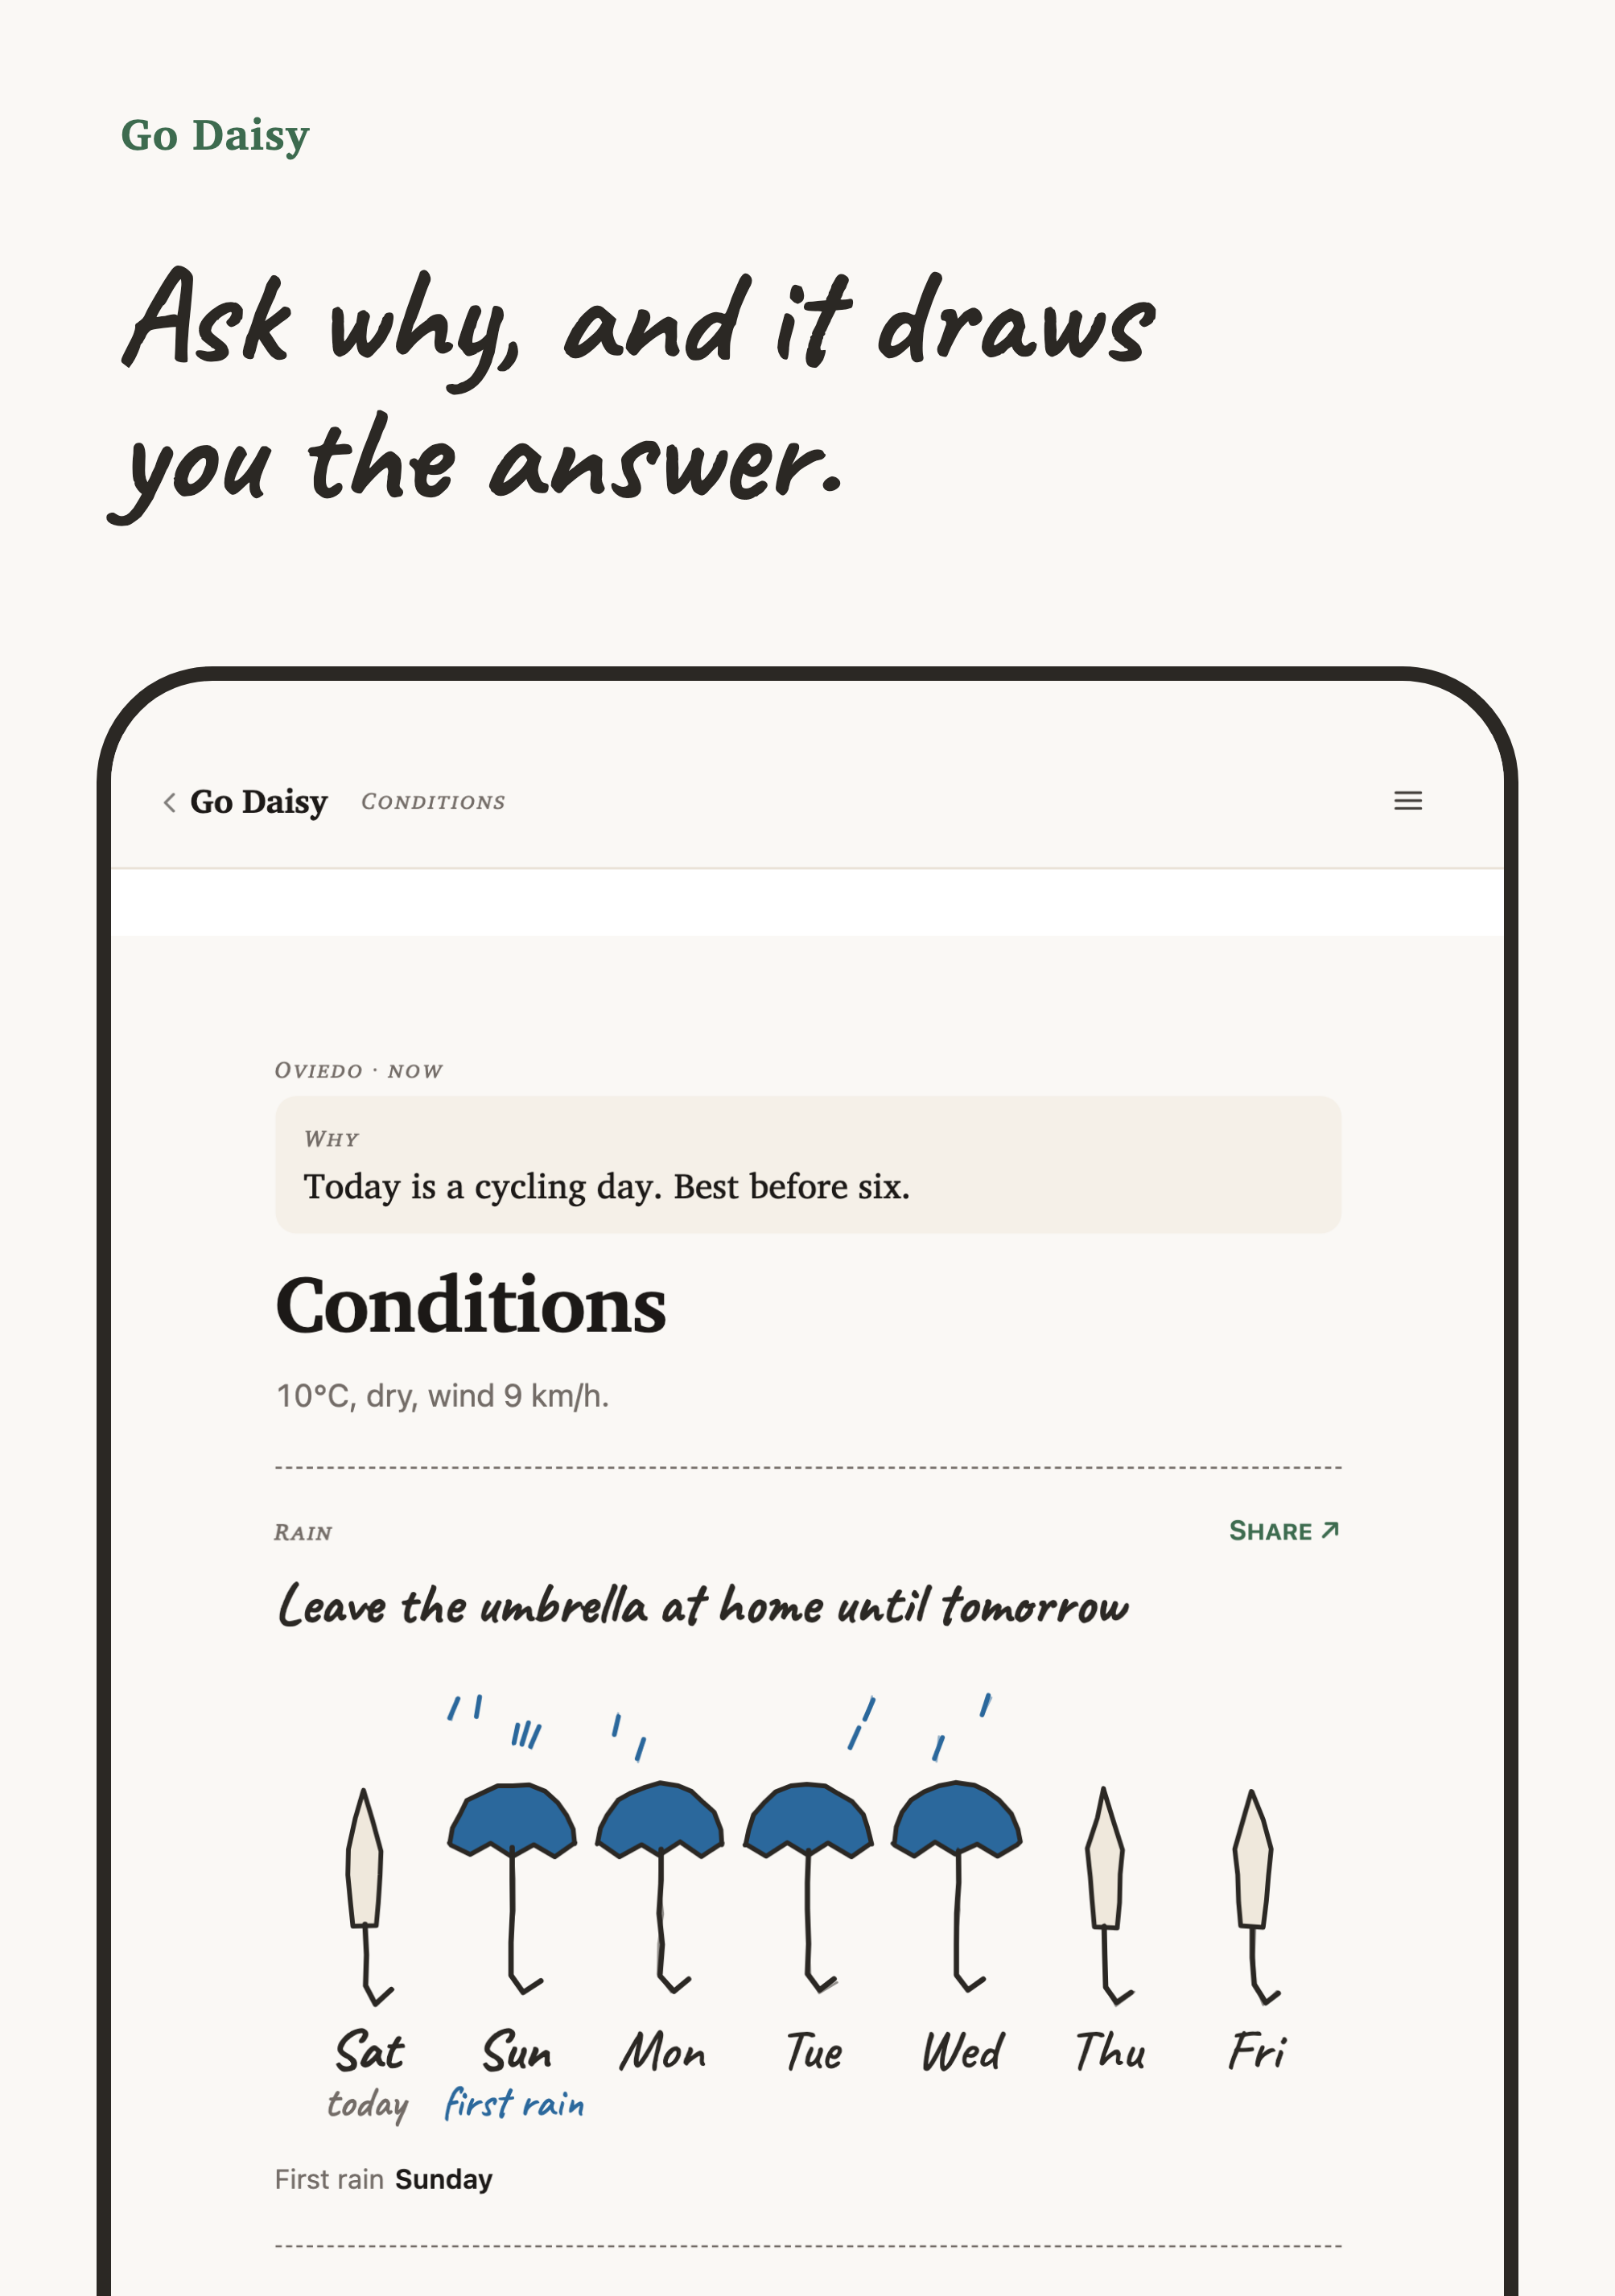 Go Daisy
Ask why, and it draws
you the answer.
Go Daisy Conditions
Oviedo · now
Why
Today is a cycling day. Best before six.
Conditions
10°C, dry, wind 9 km/h.
Rain
Share ↗
Leave the umbrella at home until tomorrow
Sat Sun Mon Tue Wed Thu Fri
today first rain
First rain Sunday